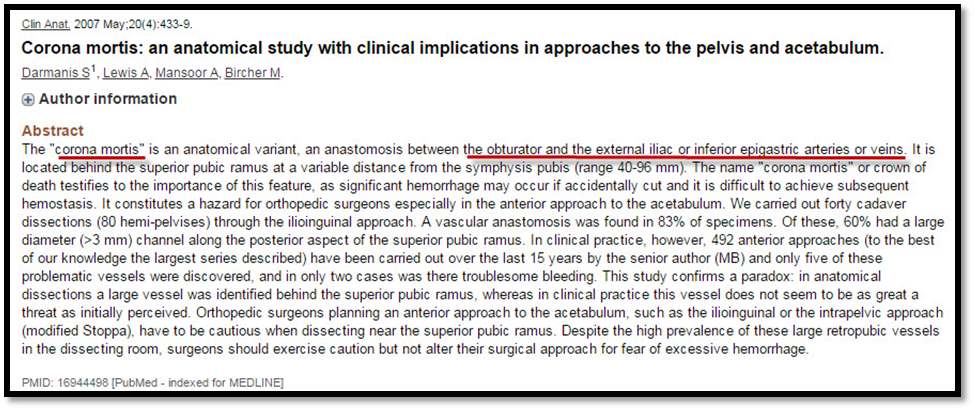 Clin Anat. 2007 May;20(4):433-9.
Corona mortis: an anatomical study with clinical implications in approaches to the pelvis and acetabulum.
Darmanis S1, Lewis A, Mansoor A, Bircher M.
Author information
Abstract
The "corona mortis" is an anatomical variant, an anastomosis between the obturator and the external iliac or inferior epigastric arteries or veins. It is
located behind the superior pubic ramus at a variable distance from the symphysis pubis (range 40-96 mm). The name "corona mortis" or crown of
death testifies to the importance of this feature, as significant hemorrhage may occur if accidentally cut and it is difficult to achieve subsequent
hemostasis. It constitutes a hazard for orthopedic surgeons especially in the anterior approach to the acetabulum. We carried out forty cadaver
dissections (80 hemi-pelvises) through the ilioinguinal approach. A vascular anastomosis was found in 83% of specimens. Of these, 60% had a large
diameter (>3 mm) channel along the posterior aspect of the superior pubic ramus. In clinical practice, however, 492 anterior approaches (to the best
of our knowledge the largest series described) have been carried out over the last 15 years by the senior author (MB) and only five of these
problematic vessels were discovered, and in only two cases was there troublesome bleeding. This study confirms a paradox: in anatomical
dissections a large vessel was identified behind the superior pubic ramus, whereas in clinical practice this vessel does not seem to be as great a
threat as initially perceived. Orthopedic surgeons planning an anterior approach to the acetabulum, such as the ilioinguinal or the intrapelvic approach
(modified Stoppa), have to be cautious when dissecting near the superior pubic ramus. Despite the high prevalence of these large retropubic vessels
in the dissecting room, surgeons should exercise caution but not alter their surgical approach for fear of excessive hemorrhage.
PMID: 16944498 [PubMed - indexed for MEDLINE]